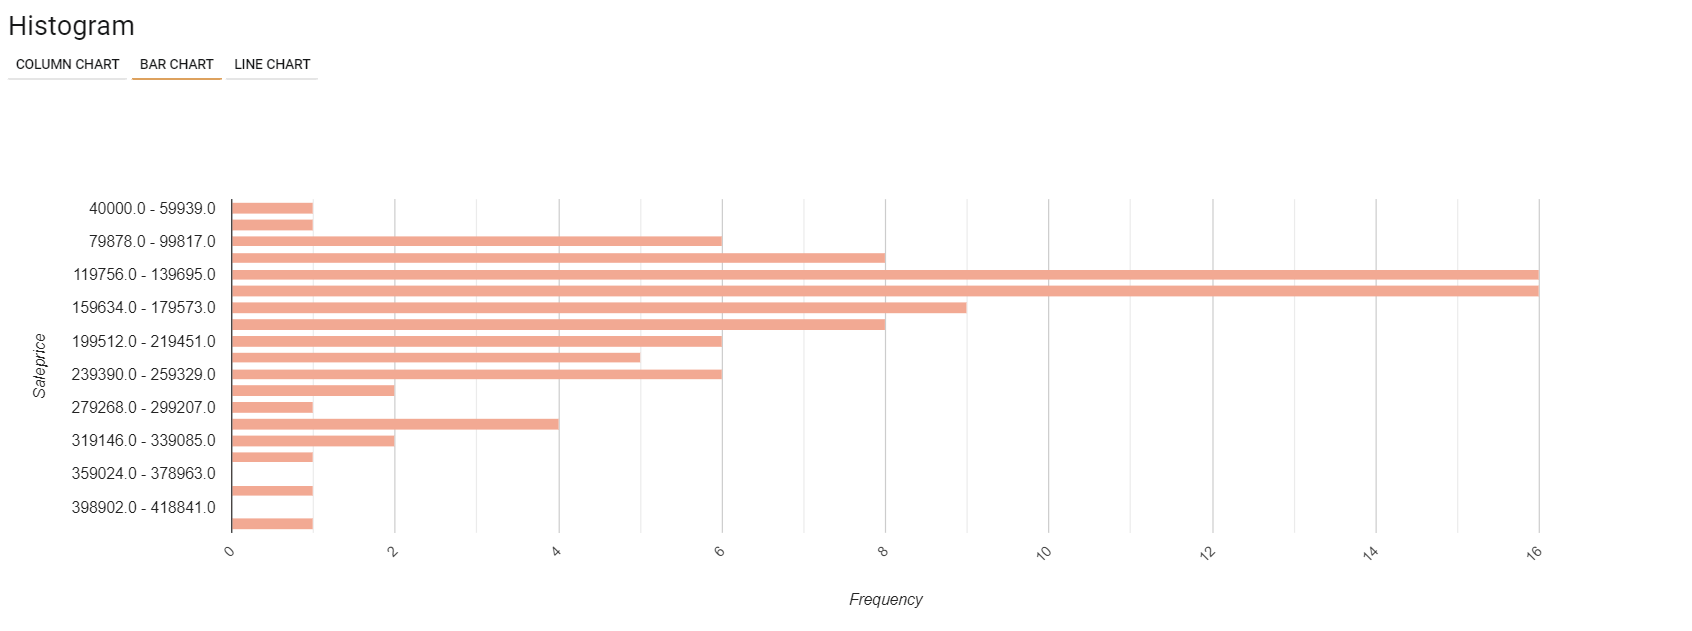 Histogram
COLUMN CHART BAR CHART LINE CHART
40000.0 - 59939.0
79878.0 - 99817.0
119756.0 - 139695.0
159634.0 - 179573.0
199512.0 - 219451.0
239390.0 - 259329.0
279268.0 - 299207.0
319146.0 - 339085.0
359024.0 - 378963.0
398902.0 - 418841.0
Saleprice
0 2 4 6 8 10 12 14 16
Frequency